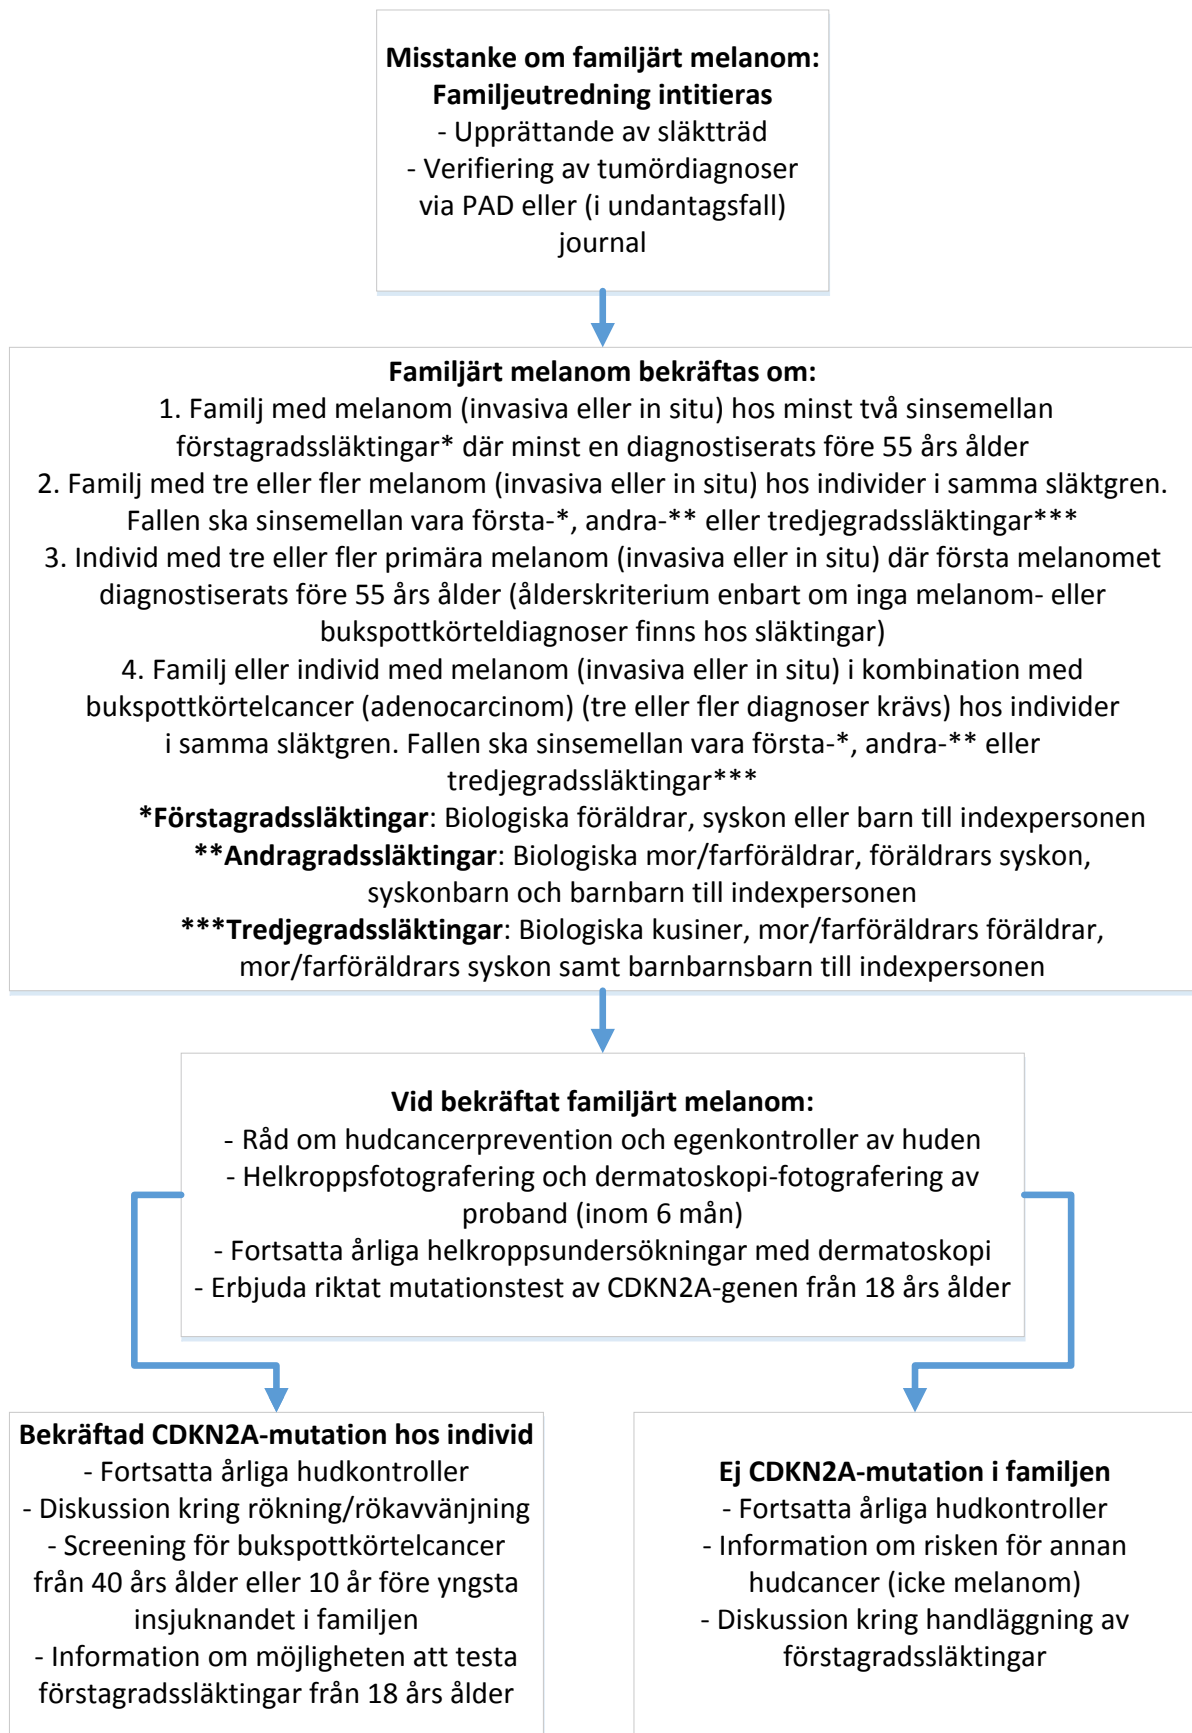 Misstanke om familjärt melanom:
Familjeutredning intitieras
- Upprättande av släktträd
- Verifiering av tumördiagnoser
via PAD eller (i undantagsfall)
journal
Familjärt melanom bekräftas om:
1. Familj med melanom (invasiva eller in situ) hos minst två sinsemellan
förstagradssläktingar* där minst en diagnostiserats före 55 års ålder
2. Familj med tre eller fler melanom (invasiva eller in situ) hos individer i samma släktgren.
Fallen ska sinsemellan vara första-*, andra-** eller tredjegradssläktingar***
3. Individ med tre eller fler primära melanom (invasiva eller in situ) där första melanomet
diagnostiserats före 55 års ålder (ålderskriterium enbart om inga melanom- eller
bukspottkörteldiagnoser finns hos släktingar)
4. Familj eller individ med melanom (invasiva eller in situ) i kombination med
bukspottkörtelcancer (adenocarcinom) (tre eller fler diagnoser krävs) hos individer
i samma släktgren. Fallen ska sinsemellan vara första-*, andra-** eller
tredjegradssläktingar***
*Förstagradssläktingar: Biologiska föräldrar, syskon eller barn till indexpersonen
**Andragradssläktingar: Biologiska mor/farföräldrar, föräldrars syskon,
syskonbarn och barnbarn till indexpersonen
***Tredjegradssläktingar: Biologiska kusiner, mor/farföräldrars föräldrar,
mor/farföräldrars syskon samt barnbarnsbarn till indexpersonen
Vid bekräftat familjärt melanom:
- Råd om hudcancerprevention och egenkontroller av huden
- Helkroppsfotografering och dermatoskopi-fotografering av
proband (inom 6 mån)
- Fortsatta årliga helkroppsundersökningar med dermatoskopi
- Erbjuda riktat mutationstest av CDKN2A-genen från 18 års ålder
Bekräftad CDKN2A-mutation hos individ
- Fortsatta årliga hudkontroller
- Diskussion kring rökning/rökavvänjning
- Screening för bukspottkörtelcancer
från 40 års ålder eller 10 år före yngsta
insjuknandet i familjen
- Information om möjligheten att testa
förstagradssläktingar från 18 års ålder
Ej CDKN2A-mutation i familjen
- Fortsatta årliga hudkontroller
- Information om risken för annan
hudcancer (icke melanom)
- Diskussion kring handläggning av
förstagradssläktingar